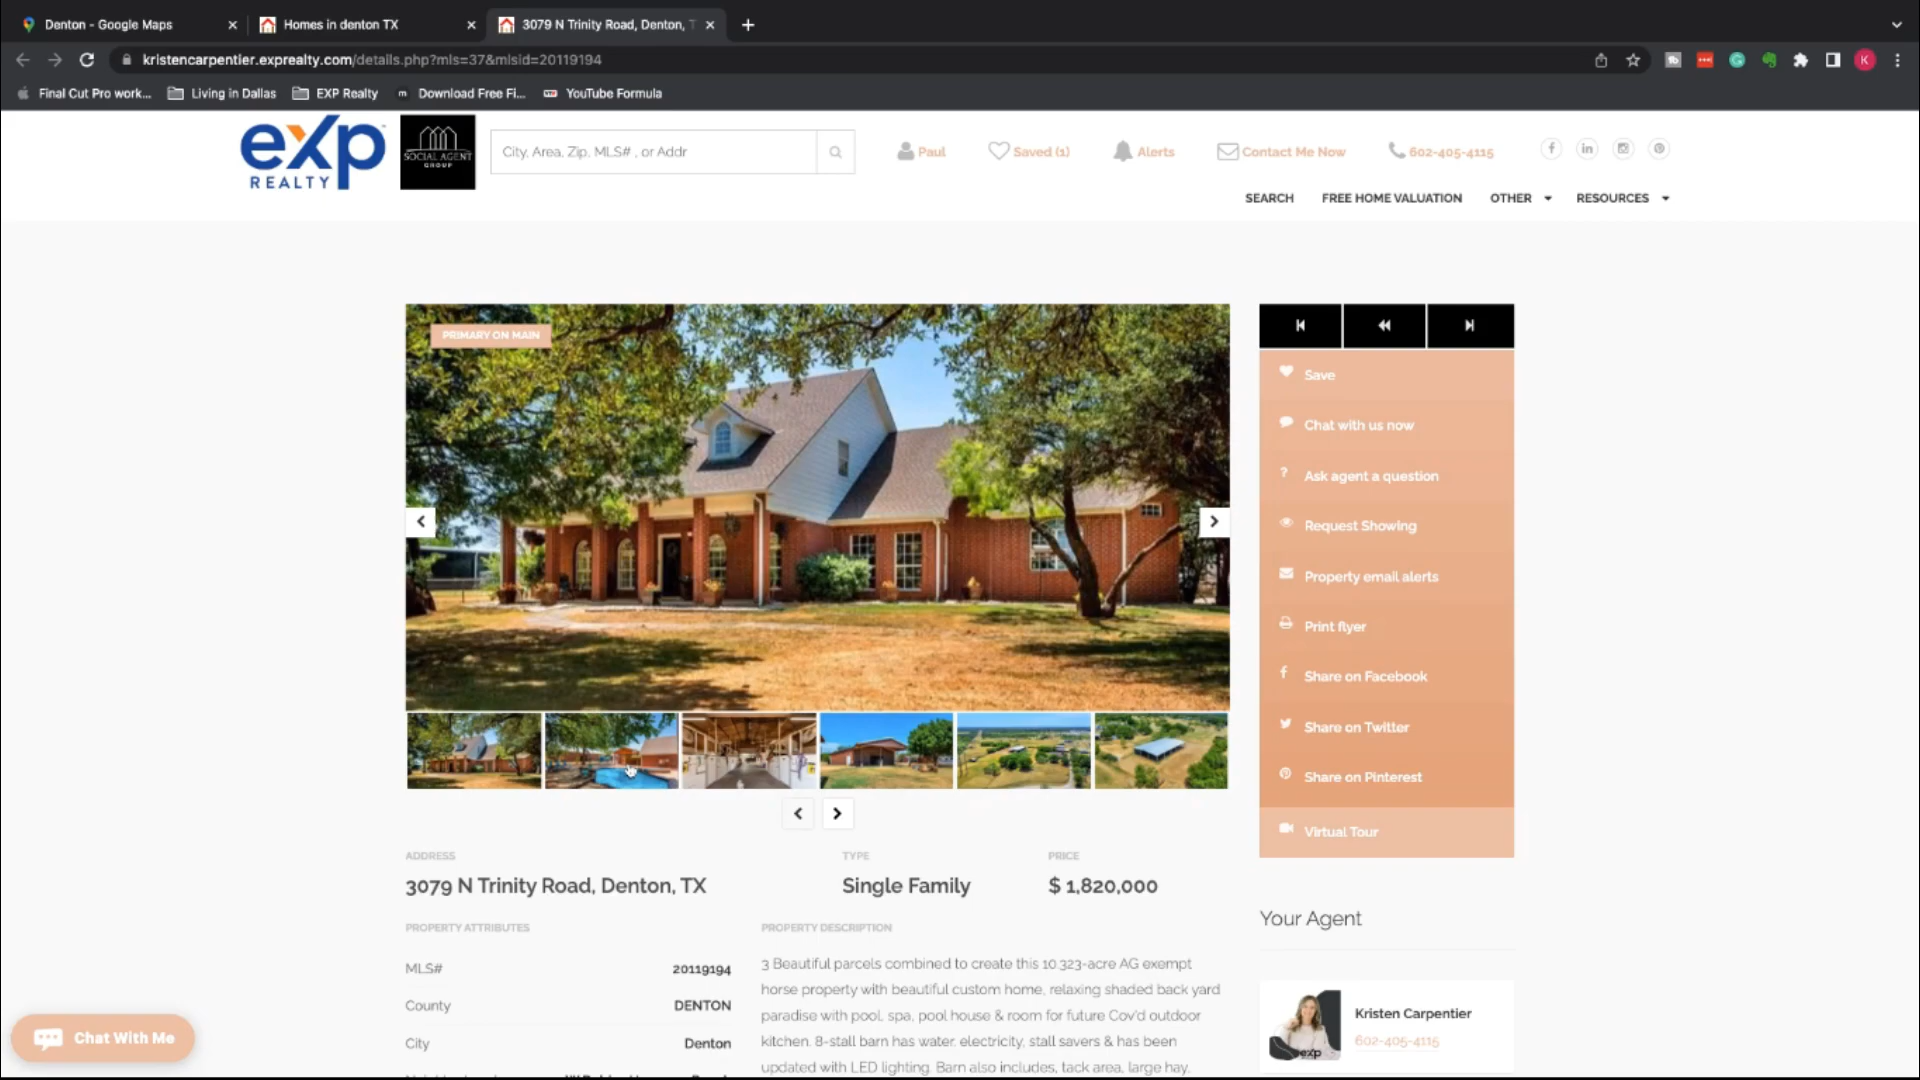 Denton - Google Maps
Homes in denton TX
3079 N Trinity Road, Denton, T
kristencarpentier.exprealty.com/details.php?mls=37&mlsid=20119194
K
Final Cut Pro work...
Living in Dallas
EXP Realty
Download Free Fi...
YouTube Formula
eXp
REALTY
SOCIAL AGENT
GROUP
City, Area, Zip, MLS# , or Addr
Paul
Saved (1)
Alerts
Contact Me Now
602-405-4115
SEARCH
FREE HOME VALUATION
OTHER
RESOURCES
PRIMARY ON MAIN
Save
Chat with us now
Ask agent a question
Request Showing
Property email alerts
Print flyer
Share on Facebook
Share on Twitter
Share on Pinterest
Virtual Tour
ADDRESS
3079 N Trinity Road, Denton, TX
TYPE
Single Family
PRICE
$ 1,820,000
PROPERTY ATTRIBUTES
MLS# 20119194
County DENTON
City Denton
PROPERTY DESCRIPTION
3 Beautiful parcels combined to create this 10.323-acre AG exempt
horse property with beautiful custom home, relaxing shaded back yard
paradise with pool, spa, pool house & room for future Cov'd outdoor
kitchen. 8-stall barn has water, electricity, stall savers & has been
updated with LED lighting. Barn also includes, tack area, large hay,
Your Agent
Kristen Carpentier
602-405-4115
exp
Chat With Me